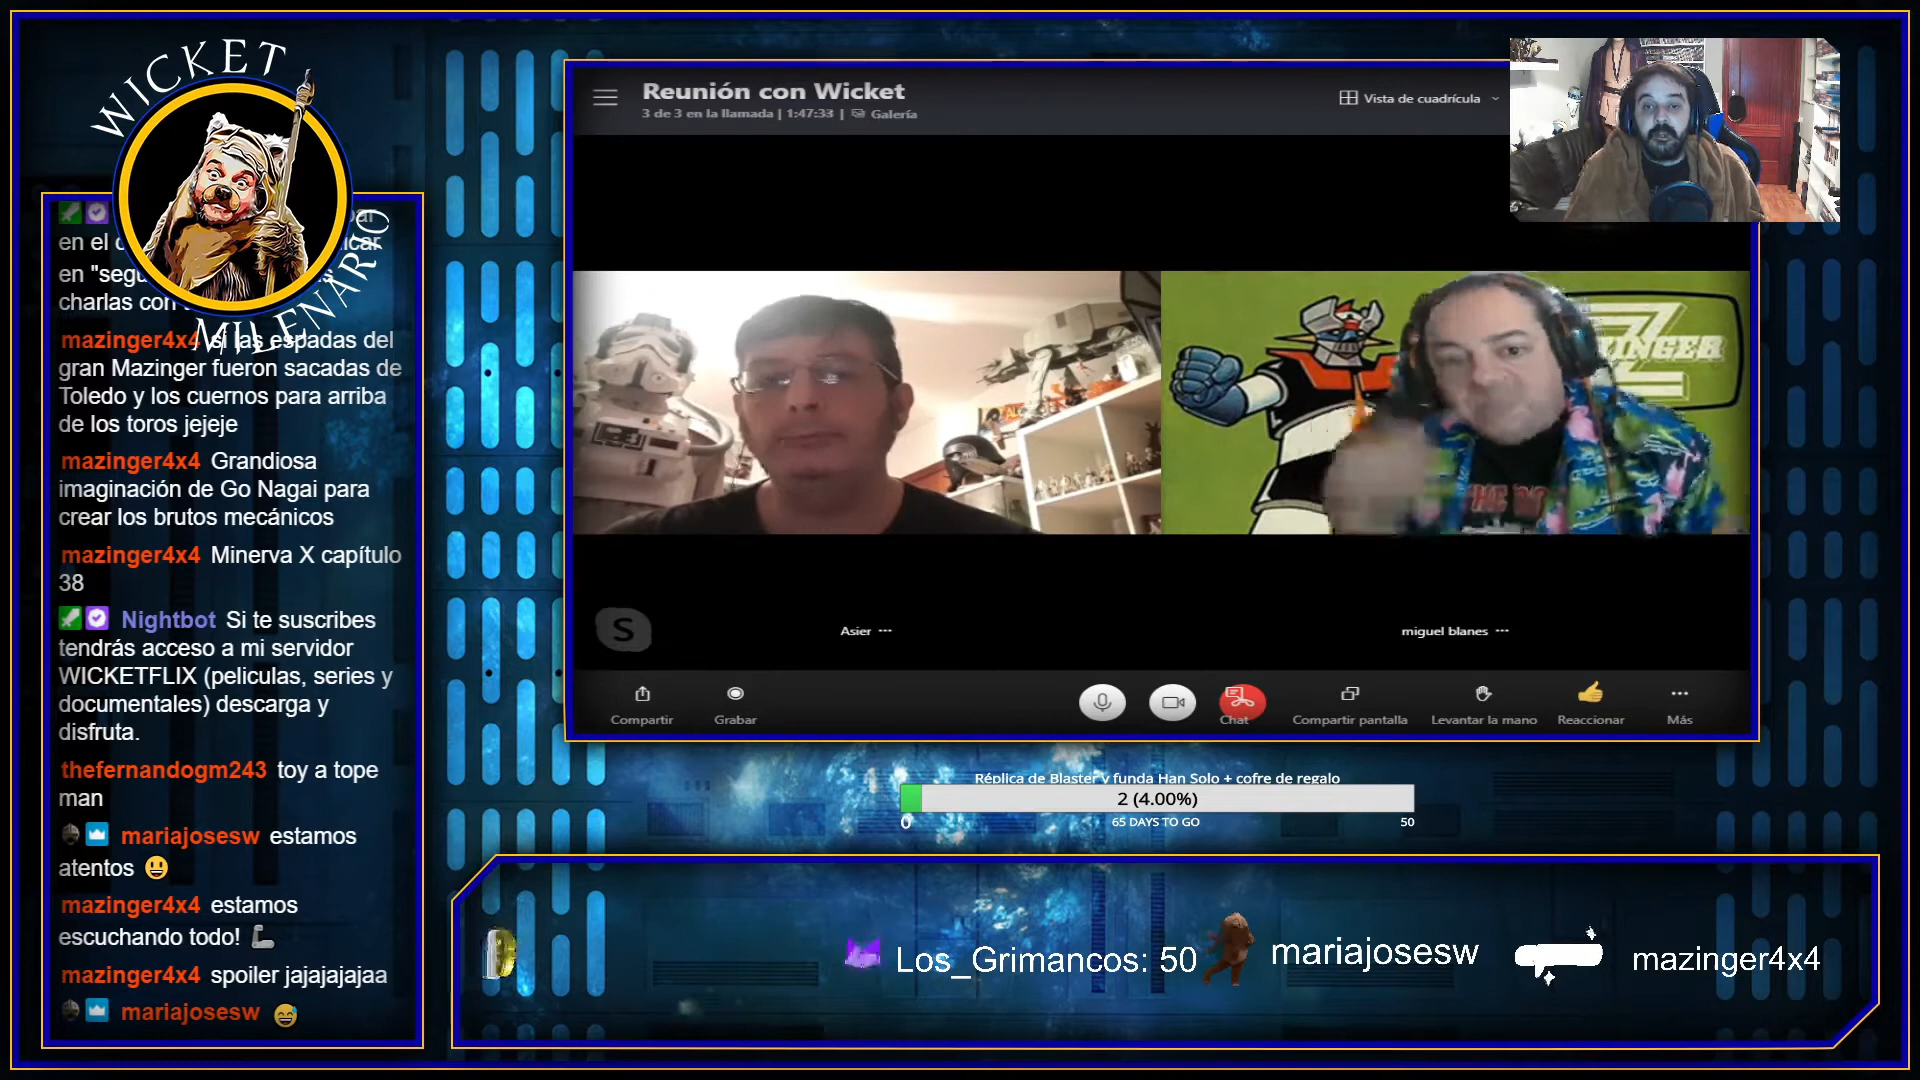 WICKET
MILENARIO
en el
en "segu
charlas con
mazinger4x4 si las espadas del
gran Mazinger fueron sacadas de
Toledo y los cuernos para arriba
de los toros jejeje
mazinger4x4 Grandiosa
imaginación de Go Nagai para
crear los brutos mecánicos
mazinger4x4 Minerva X capítulo
38
Nightbot Si te suscribes
tendrás acceso a mi servidor
WICKETFLIX (peliculas, series y
documentales) descarga y
disfruta.
thefernandogm243 toy a tope
man
mariajosesw estamos
atentos
mazinger4x4 estamos
escuchando todo!
mazinger4x4 spoiler jajajajajaa
mariajosesw
Reunión con Wicket
3 de 3 en la llamada | 1:47:33 | Galería
Vista de cuadrícula
Z
S
Asier ···
miguel blanes ···
Compartir
Grabar
Chat
Compartir pantalla
Levantar la mano
Reaccionar
Más
Réplica de Blaster y funda Han Solo + cofre de regalo
2 (4.00%)
0
65 DAYS TO GO
50
Los_Grimancos: 50
mariajosesw
mazinger4x4